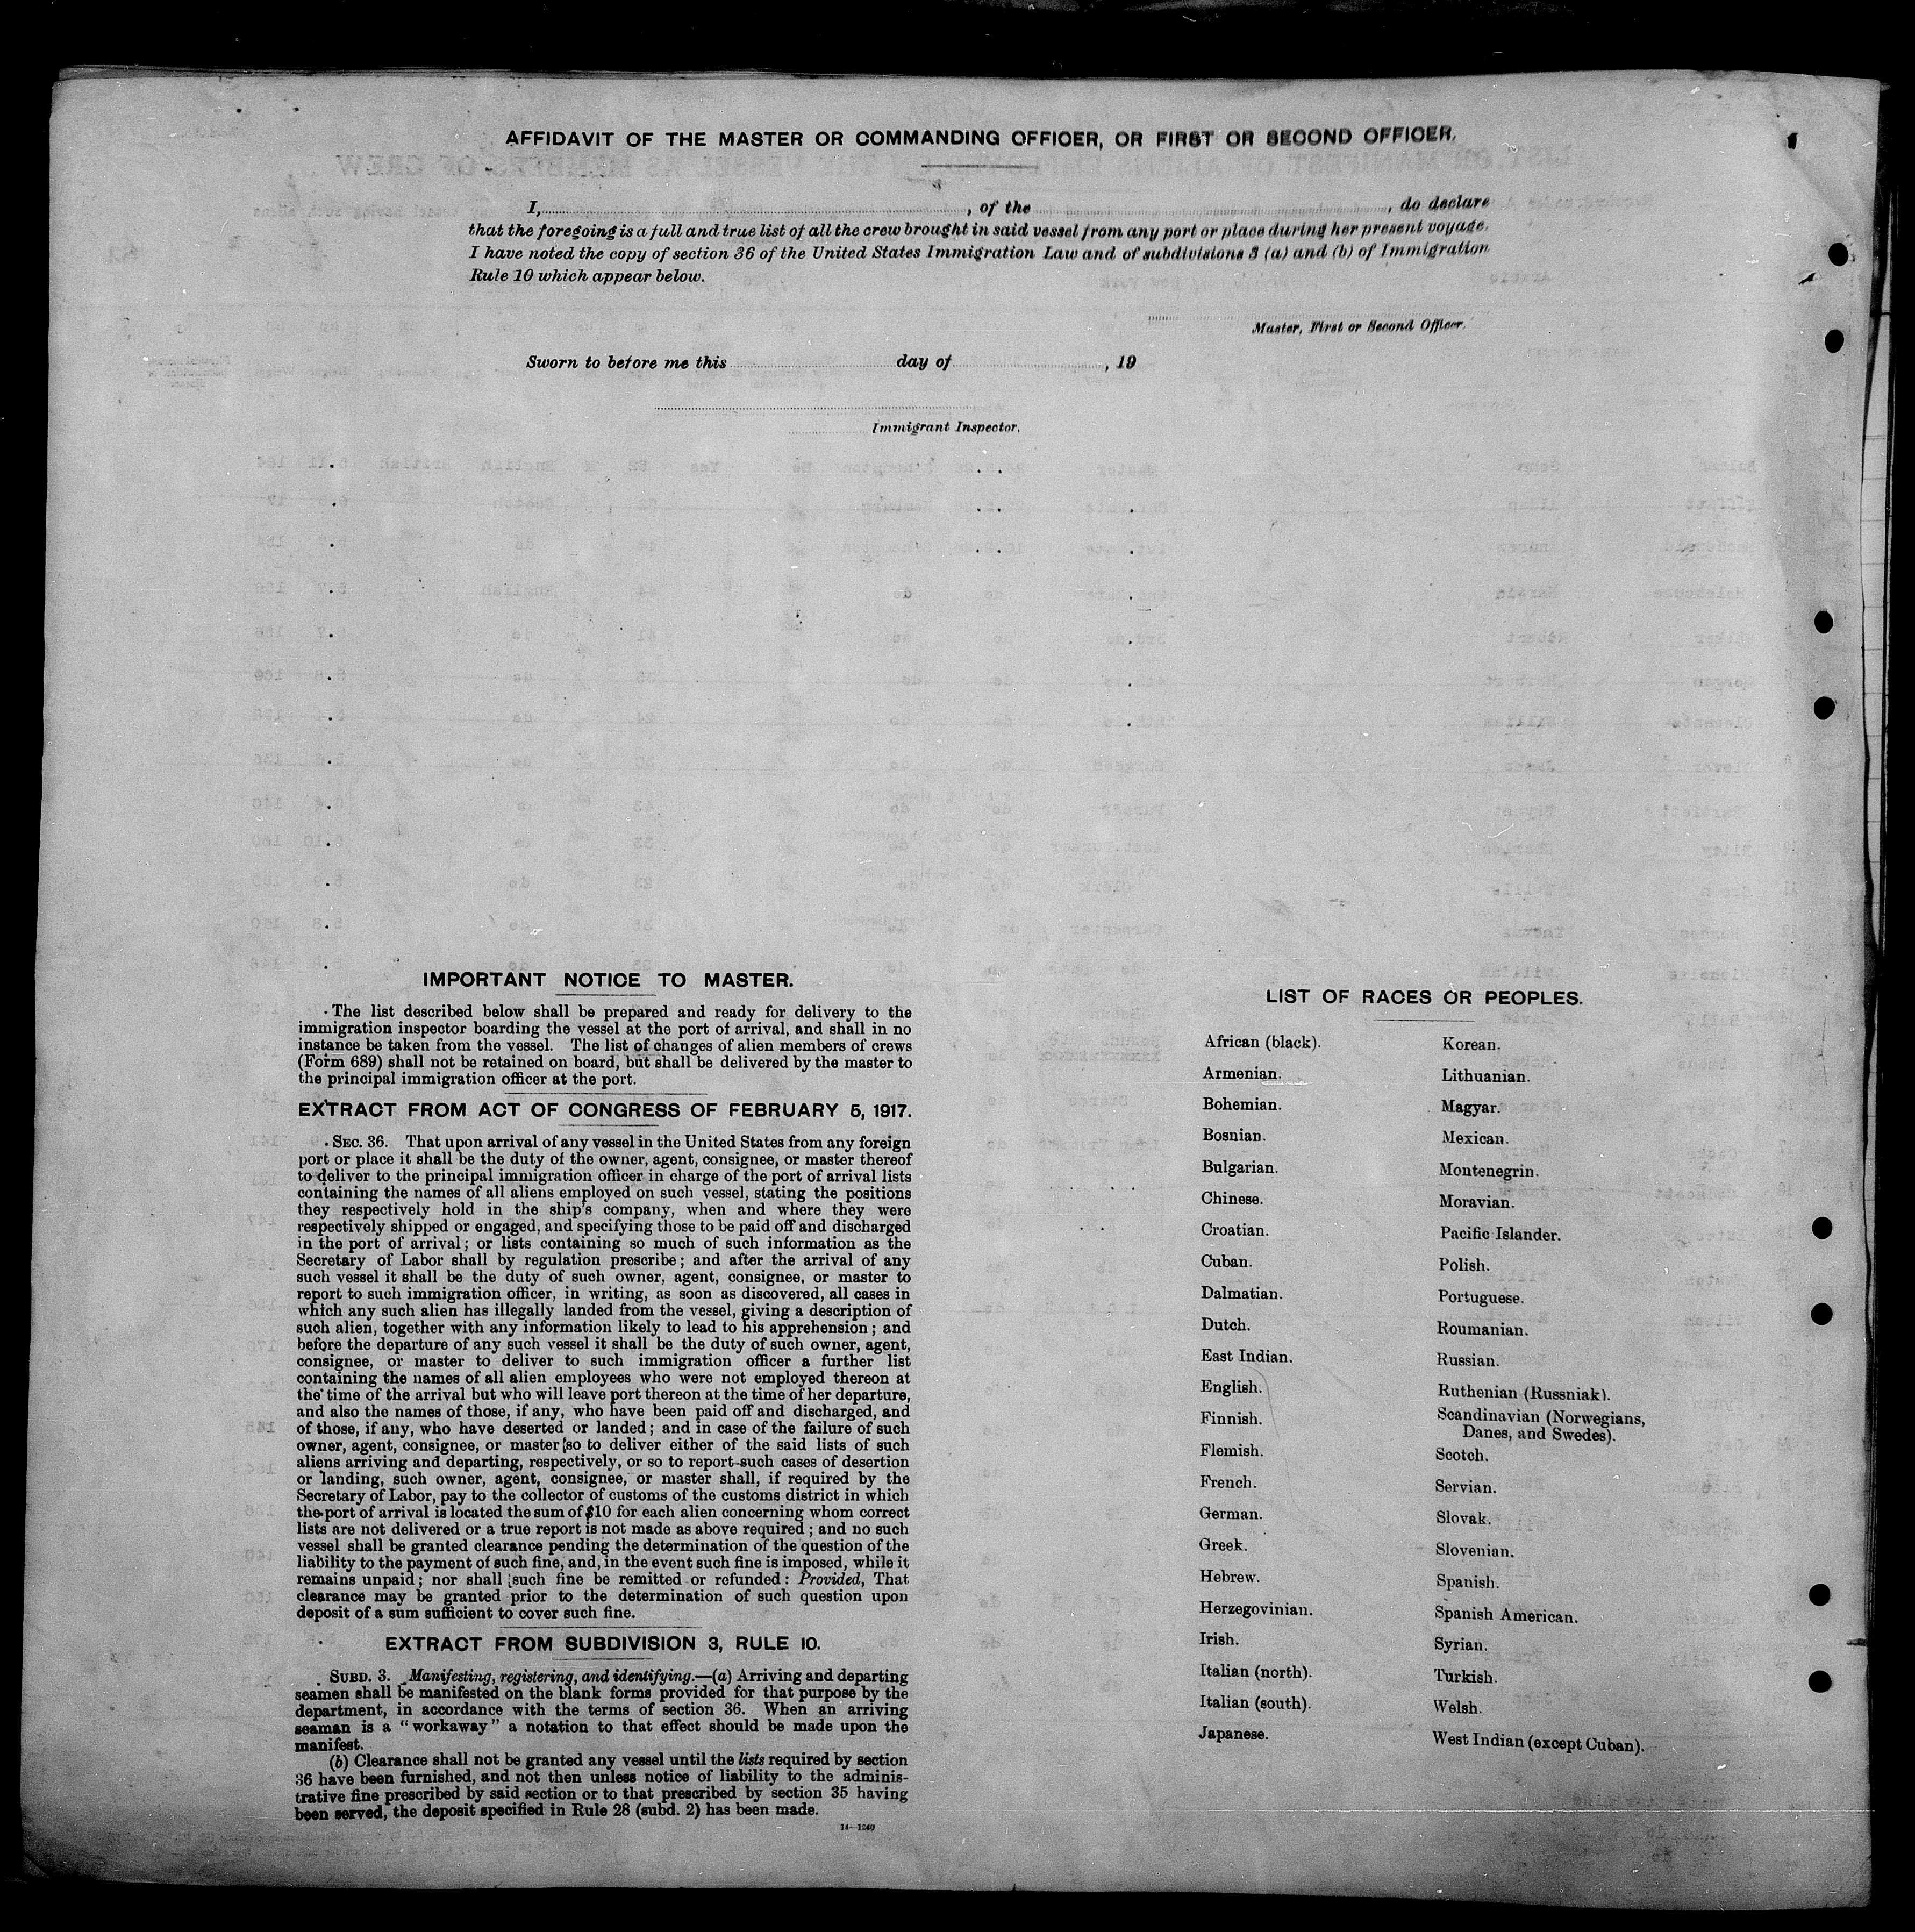 AFFIDAVIT OF THE MASTER OR COMMANDING OFFICER, OR FIRST OR SECOND OFFICER.
I, , of the , do declare
that the foregoing is a full and true list of all the crew brought in said vessel from any port or place during her present voyage.
I have noted the copy of section 36 of the United States Immigration Law and of subdivisions 3 (a) and (b) of Immigration
Rule 10 which appear below.
Master, First or Second Officer.
Sworn to before me this day of , 19
Immigrant Inspector.
IMPORTANT NOTICE TO MASTER.
The list described below shall be prepared and ready for delivery to the
immigration inspector boarding the vessel at the port of arrival, and shall in no
instance be taken from the vessel. The list of changes of alien members of crews
(Form 689) shall not be retained on board, but shall be delivered by the master to
the principal immigration officer at the port.
EXTRACT FROM ACT OF CONGRESS OF FEBRUARY 5, 1917.
SEC. 36. That upon arrival of any vessel in the United States from any foreign
port or place it shall be the duty of the owner, agent, consignee, or master thereof
to deliver to the principal immigration officer in charge of the port of arrival lists
containing the names of all aliens employed on such vessel, stating the positions
they respectively hold in the ship's company, when and where they were
respectively shipped or engaged, and specifying those to be paid off and discharged
in the port of arrival; or lists containing so much of such information as the
Secretary of Labor shall by regulation prescribe; and after the arrival of any
such vessel it shall be the duty of such owner, agent, consignee, or master to
report to such immigration officer, in writing, as soon as discovered, all cases in
which any such alien has illegally landed from the vessel, giving a description of
such alien, together with any information likely to lead to his apprehension; and
before the departure of any such vessel it shall be the duty of such owner, agent,
consignee, or master to deliver to such immigration officer a further list
containing the names of all alien employees who were not employed thereon at
the time of the arrival but who will leave port thereon at the time of her departure,
and also the names of those, if any, who have been paid off and discharged, and
of those, if any, who have deserted or landed; and in case of the failure of such
owner, agent, consignee, or master so to deliver either of the said lists of such
aliens arriving and departing, respectively, or so to report such cases of desertion
or landing, such owner, agent, consignee, or master shall, if required by the
Secretary of Labor, pay to the collector of customs of the customs district in which
the port of arrival is located the sum of $10 for each alien concerning whom correct
lists are not delivered or a true report is not made as above required; and no such
vessel shall be granted clearance pending the determination of the question of the
liability to the payment of such fine, and, in the event such fine is imposed, while it
remains unpaid; nor shall such fine be remitted or refunded: Provided, That
clearance may be granted prior to the determination of such question upon
deposit of a sum sufficient to cover such fine.
EXTRACT FROM SUBDIVISION 3, RULE 10.
SUBD. 3. Manifesting, registering, and identifying.—(a) Arriving and departing
seamen shall be manifested on the blank forms provided for that purpose by the
department, in accordance with the terms of section 36. When an arriving
seaman is a "workaway" a notation to that effect should be made upon the
manifest.
(b) Clearance shall not be granted any vessel until the lists required by section
36 have been furnished, and not then unless notice of liability to the adminis-
trative fine prescribed by said section or to that prescribed by section 35 having
been served, the deposit specified in Rule 28 (subd. 2) has been made.
14—1240
LIST OF RACES OR PEOPLES.
African (black).
Armenian.
Bohemian.
Bosnian.
Bulgarian.
Chinese.
Croatian.
Cuban.
Dalmatian.
Dutch.
East Indian.
English.
Finnish.
Flemish.
French.
German.
Greek.
Hebrew.
Herzegovinian.
Irish.
Italian (north).
Italian (south).
Japanese.
Korean.
Lithuanian.
Magyar.
Mexican.
Montenegrin.
Moravian.
Pacific Islander.
Polish.
Portuguese.
Roumanian.
Russian.
Ruthenian (Russniak).
Scandinavian (Norwegians,
Danes, and Swedes).
Scotch.
Servian.
Slovak.
Slovenian.
Spanish.
Spanish American.
Syrian.
Turkish.
Welsh.
West Indian (except Cuban).